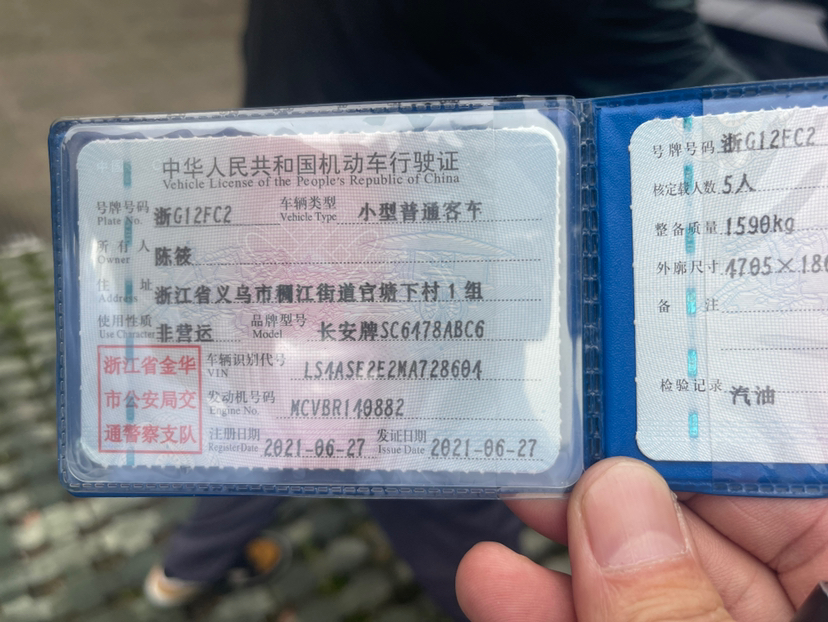 中华人民共和国机动车行驶证
Vehicle License of the People's Republic of China
号牌号码 浙G12FC2 车辆类型 小型普通客车
Plate No. Vehicle Type
所有人 陈筱
Owner
住址 浙江省义乌市稠江街道官塘下村1组
Address
使用性质 非营运 品牌型号 长安牌SC6478ABC6
Use Character Model
浙江省金华
市公安局交
通警察支队
车辆识别代号 LS4ASE2E2MA728604
VIN
发动机号码 MCVBR140882
Engine No.
注册日期 2021-06-27 发证日期 2021-06-27
Register Date Issue Date
号牌号码 浙G12FC2
核定载人数 5人
整备质量 1590kg
外廓尺寸 4705×186
备注
检验记录 汽油